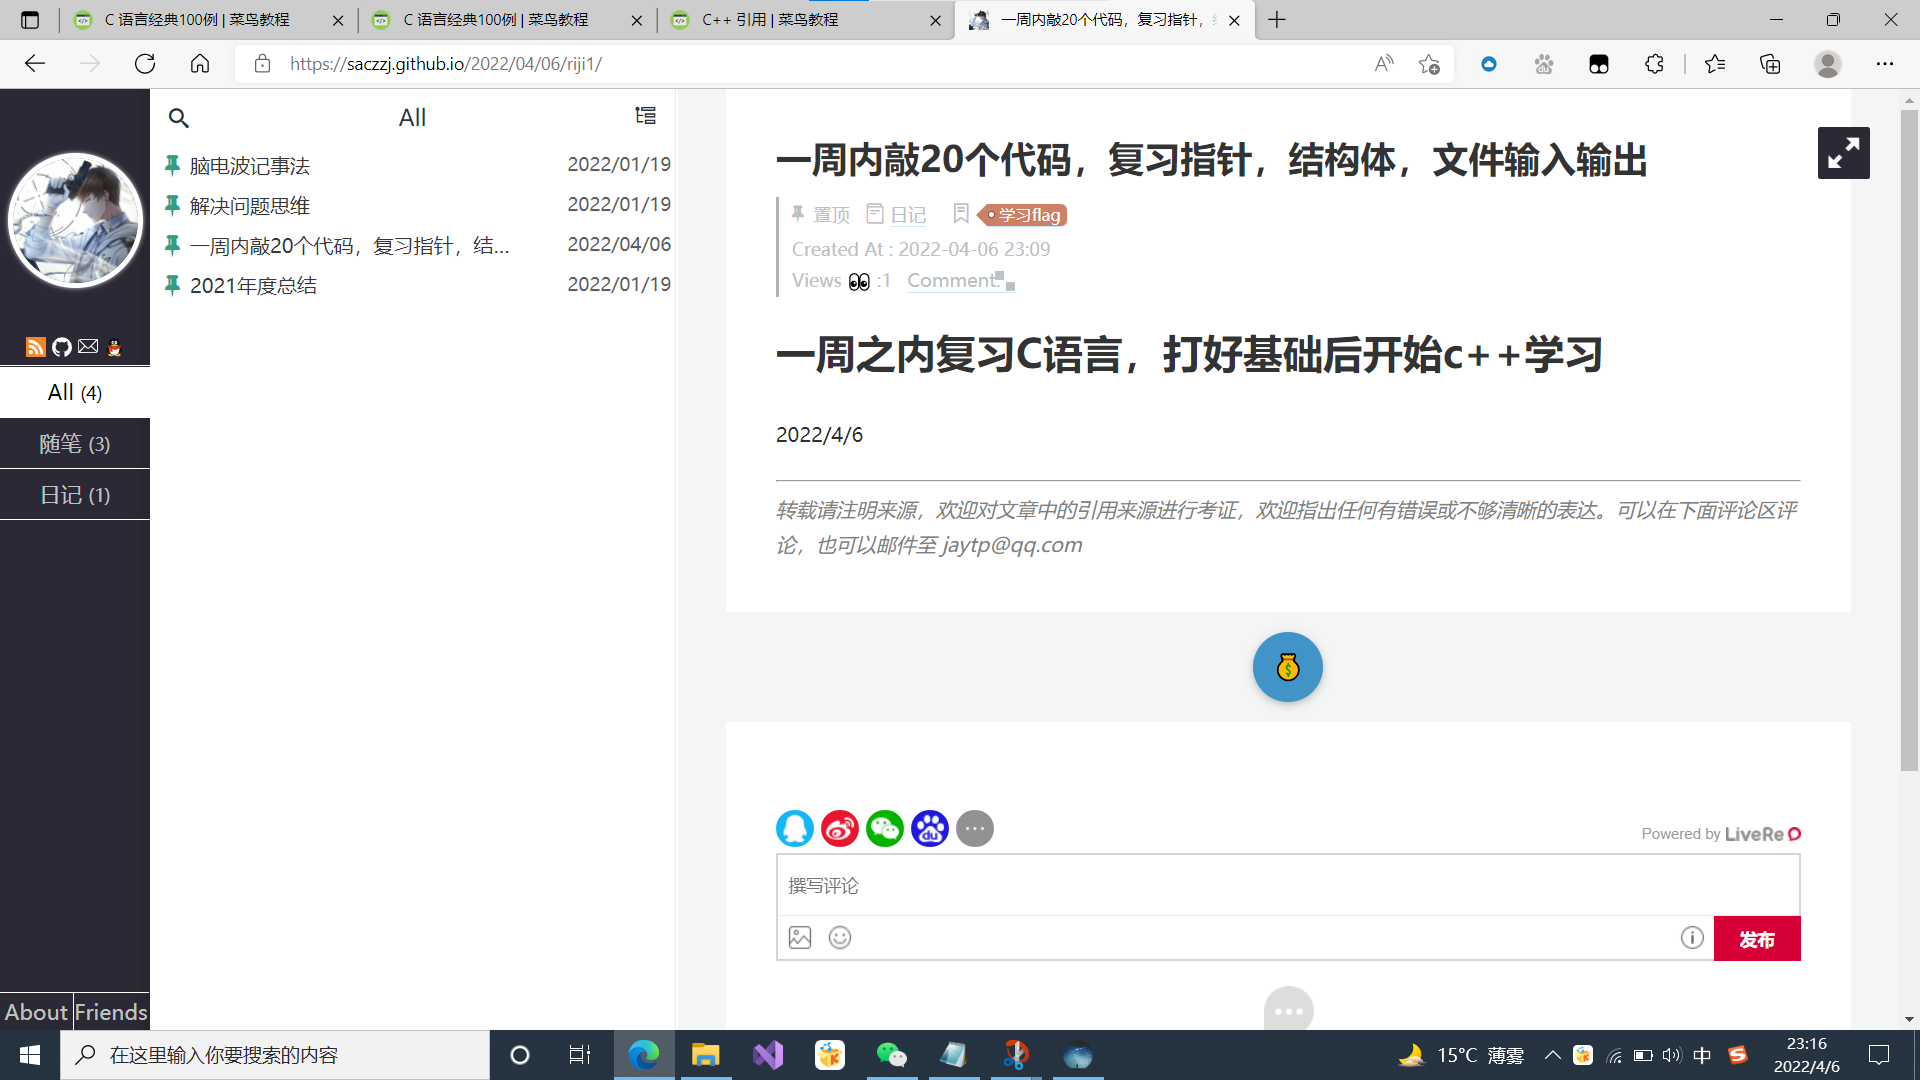 C 语言经典100例 | 菜鸟教程
C 语言经典100例 | 菜鸟教程
C++ 引用 | 菜鸟教程
一周内敲20个代码，复习指针，
https://saczzj.github.io/2022/04/06/riji1/
All
脑电波记事法 2022/01/19
解决问题思维 2022/01/19
一周内敲20个代码，复习指针，结... 2022/04/06
2021年度总结 2022/01/19
All (4)
随笔 (3)
日记 (1)
About Friends
一周内敲20个代码，复习指针，结构体，文件输入输出
置顶 日记 学习flag
Created At : 2022-04-06 23:09
Views 👀 :1 Comment:
一周之内复习C语言，打好基础后开始c++学习
2022/4/6
转载请注明来源，欢迎对文章中的引用来源进行考证，欢迎指出任何有错误或不够清晰的表达。可以在下面评论区评
论，也可以邮件至 jaytp@qq.com
Powered by LiveRe
撰写评论
发布
在这里输入你要搜索的内容
15°C 薄雾
中
23:16
2022/4/6